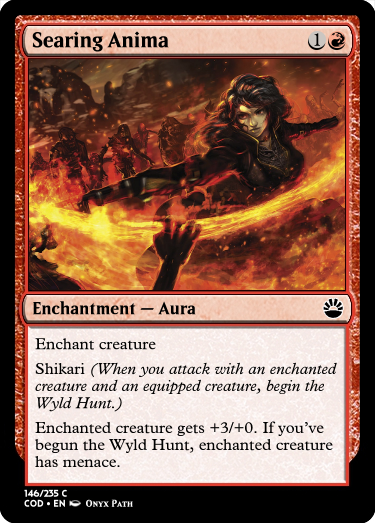 Searing Anima 1
Enchantment — Aura
Enchant creature
Shikari (When you attack with an enchanted
creature and an equipped creature, begin the
Wyld Hunt.)
Enchanted creature gets +3/+0. If you've
begun the Wyld Hunt, enchanted creature
has menace.
146/235 C
COD • EN Onyx Path